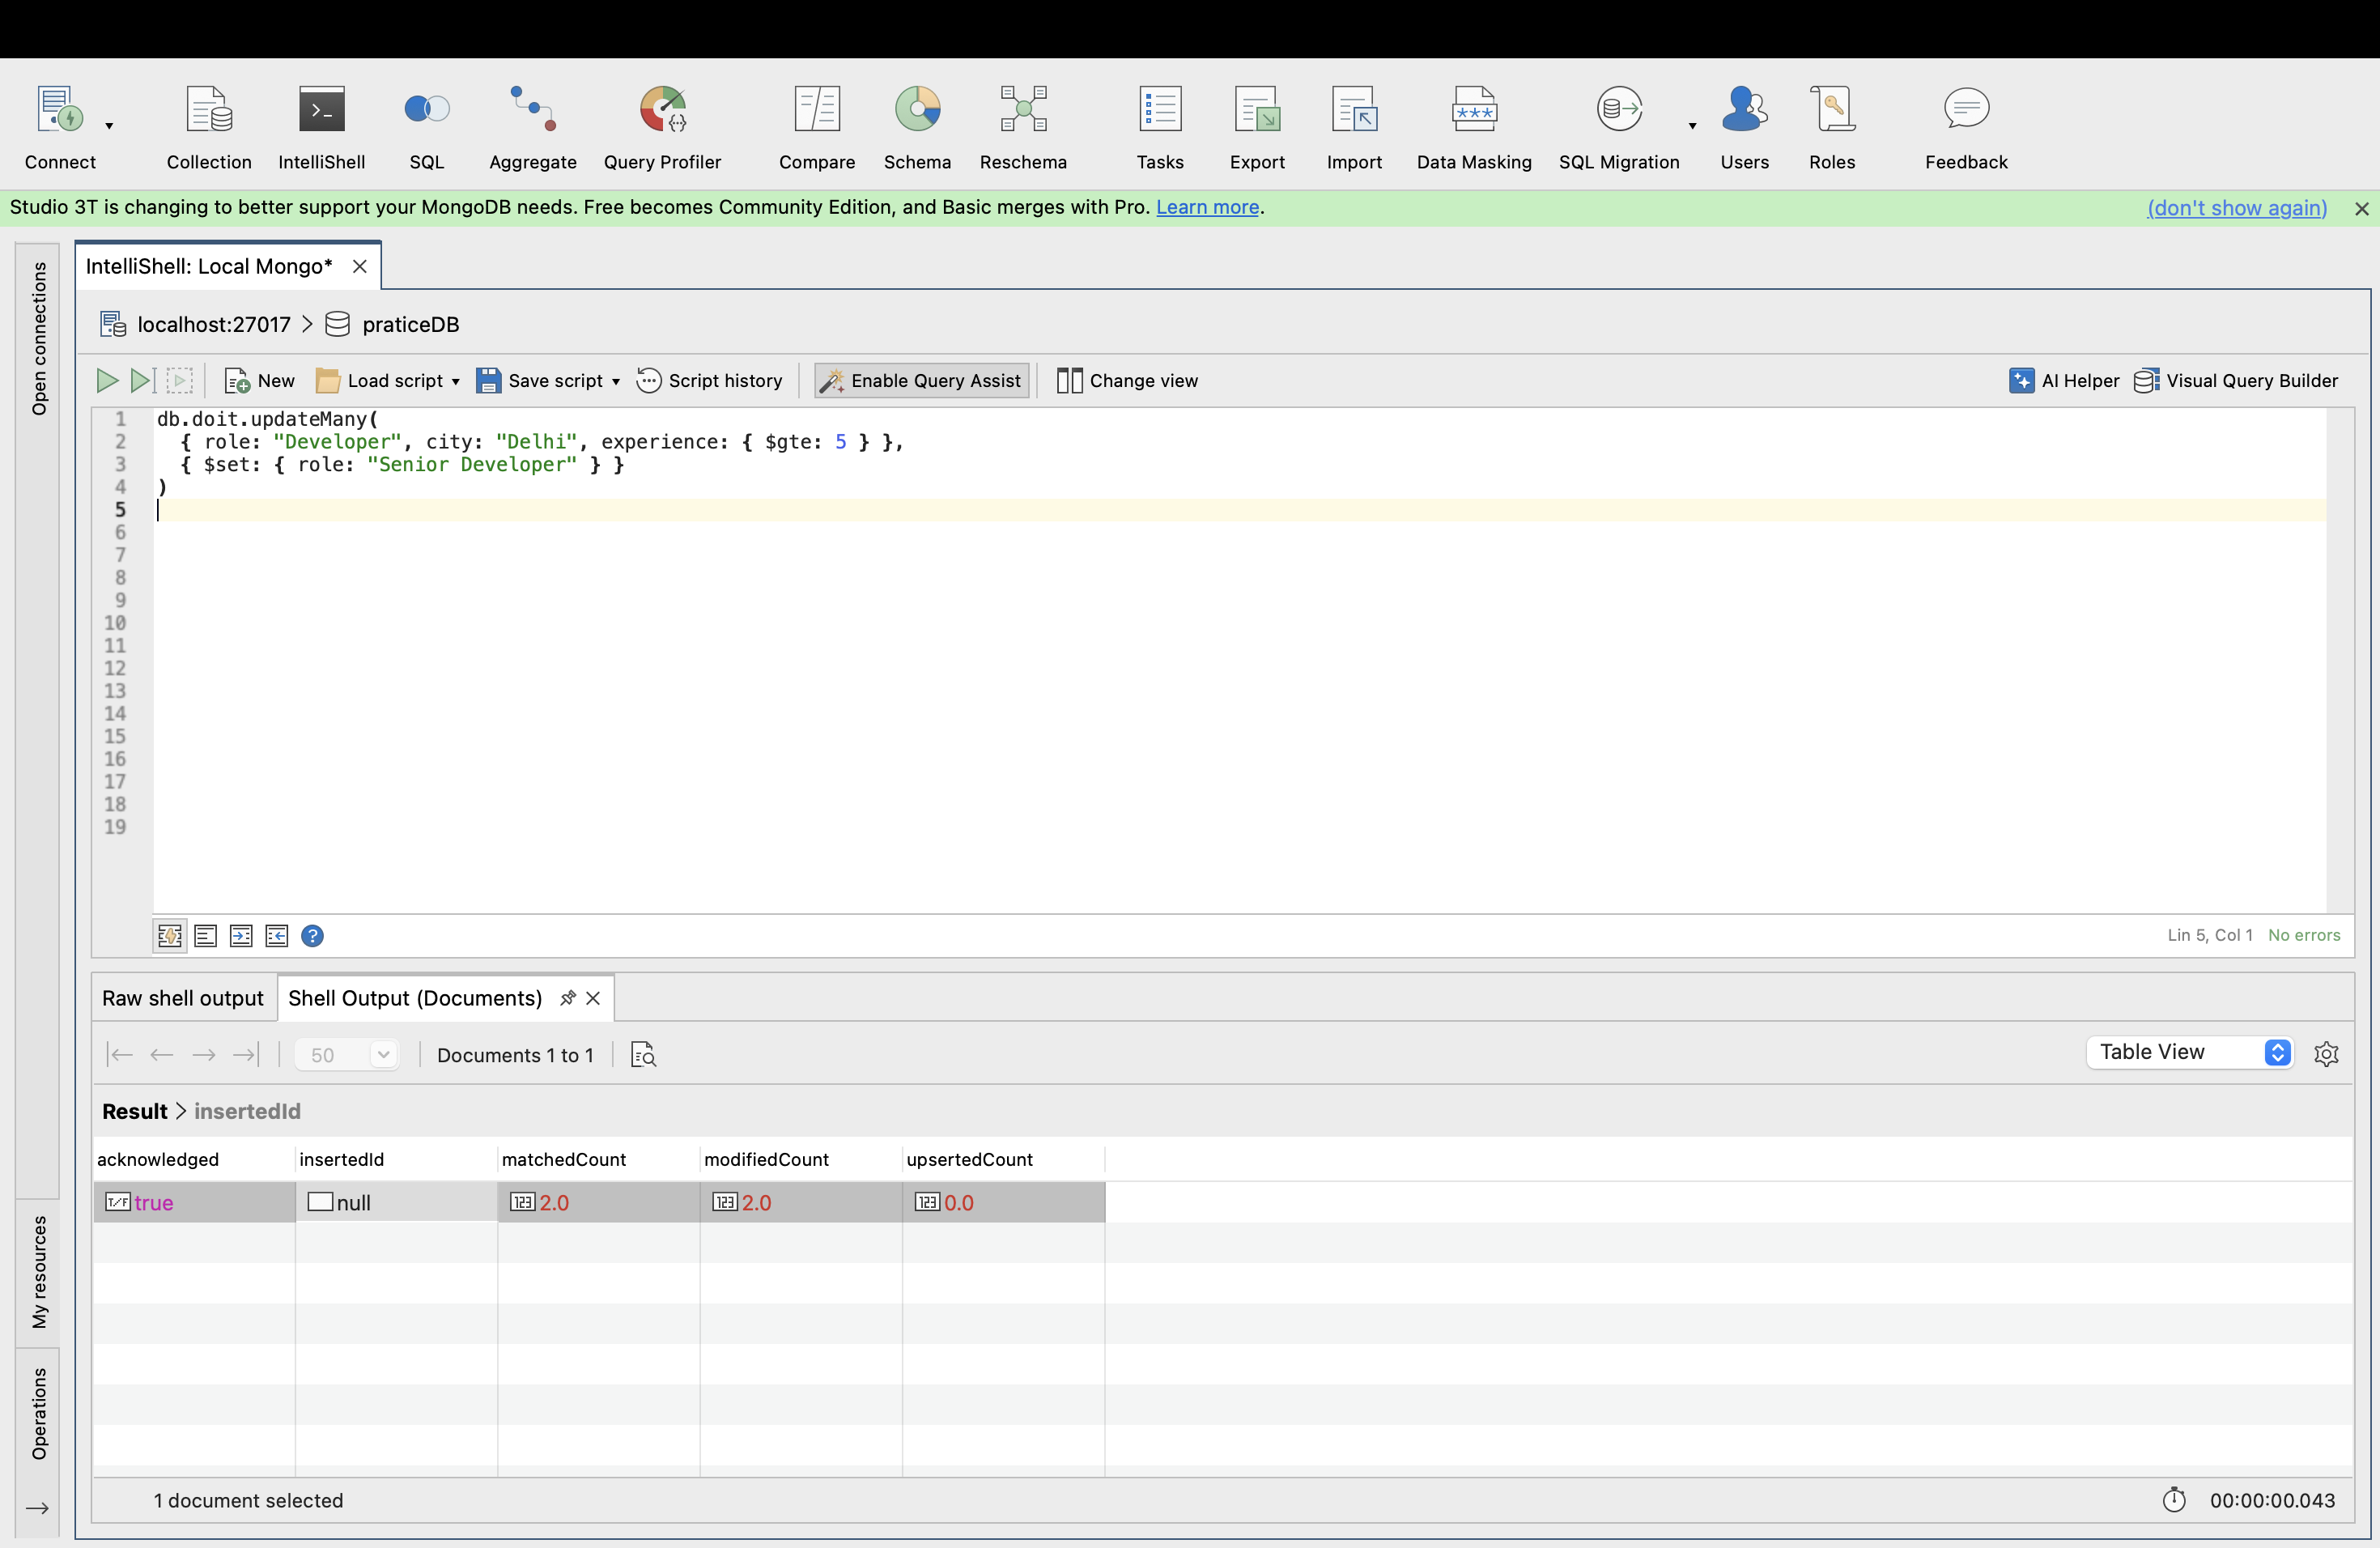 Connect Collection IntelliShell SQL Aggregate Query Profiler Compare Schema Reschema Tasks Export Import Data Masking SQL Migration Users Roles Feedback
Studio 3T is changing to better support your MongoDB needs. Free becomes Community Edition, and Basic merges with Pro. Learn more. (don't show again)
Open connections
IntelliShell: Local Mongo*
localhost:27017 > praticeDB
New Load script Save script Script history Enable Query Assist Change view AI Helper Visual Query Builder
1 db.doit.updateMany(
2 { role: "Developer", city: "Delhi", experience: { $gte: 5 } },
3 { $set: { role: "Senior Developer" } }
4 )
5
6
7
8
9
10
11
12
13
14
15
16
17
18
19
? Lin 5, Col 1 No errors
Raw shell output Shell Output (Documents)
50 Documents 1 to 1 Table View
Result > insertedId
acknowledged insertedId matchedCount modifiedCount upsertedCount
T/F true null 123 2.0 123 2.0 123 0.0
My resources
Operations
1 document selected 00:00:00.043